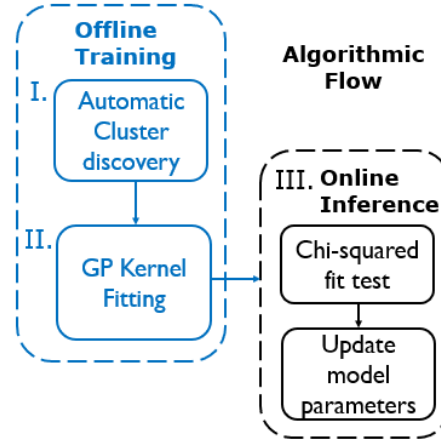 Offline
Training
Algorithmic
Flow
I.
Automatic
Cluster
discovery
II.
GP Kernel
Fitting
III. Online
Inference
Chi-squared
fit test
Update
model
parameters